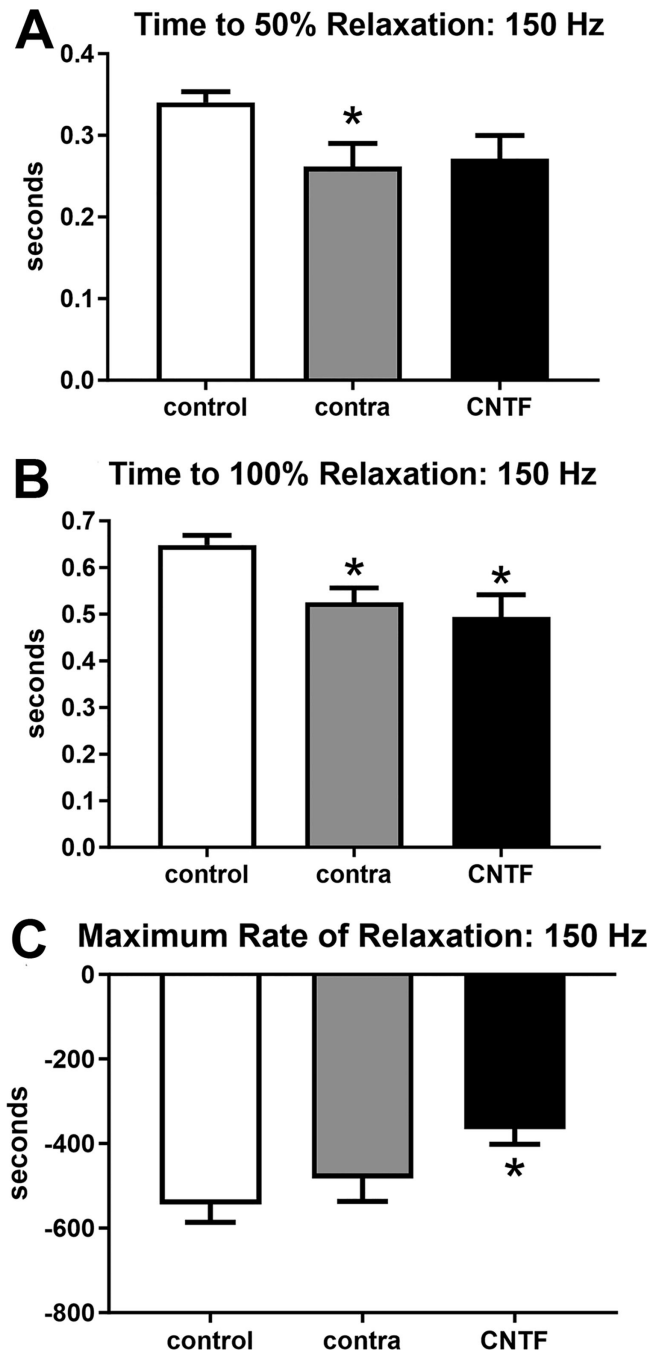 A Time to 50% Relaxation: 150 Hz
0.4
0.3
0.2
0.1
0.0
seconds
*
control contra CNTF
B Time to 100% Relaxation: 150 Hz
0.7
0.6
0.5
0.4
0.3
0.2
0.1
0.0
seconds
* *
control contra CNTF
C Maximum Rate of Relaxation: 150 Hz
0
-200
-400
-600
-800
seconds
*
control contra CNTF